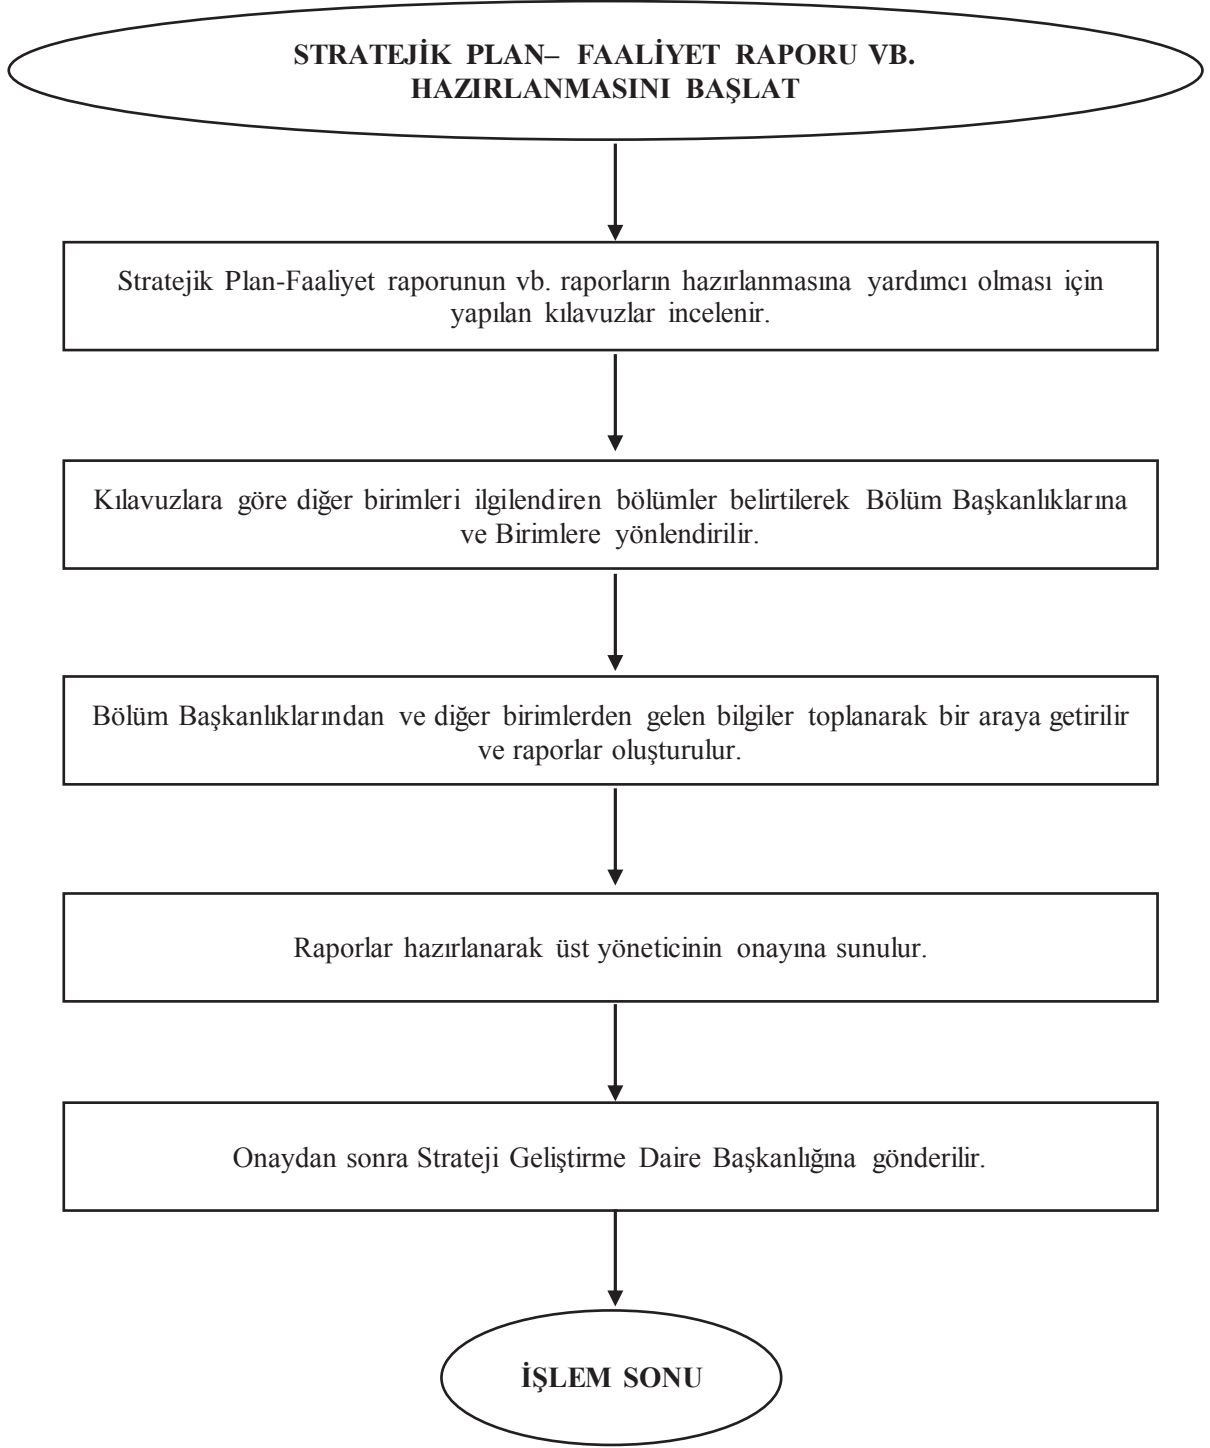 STRATEJİK PLAN– FAALİYET RAPORU VB.
HAZIRLANMASINI BAŞLAT
Stratejik Plan-Faaliyet raporunun vb. raporların hazırlanmasına yardımcı olması için
yapılan kılavuzlar incelenir.
Kılavuzlara göre diğer birimleri ilgilendiren bölümler belirtilerek Bölüm Başkanlıklarına
ve Birimlere yönlendirilir.
Bölüm Başkanlıklarından ve diğer birimlerden gelen bilgiler toplanarak bir araya getirilir
ve raporlar oluşturulur.
Raporlar hazırlanarak üst yöneticinin onayına sunulur.
Onaydan sonra Strateji Geliştirme Daire Başkanlığına gönderilir.
İŞLEM SONU